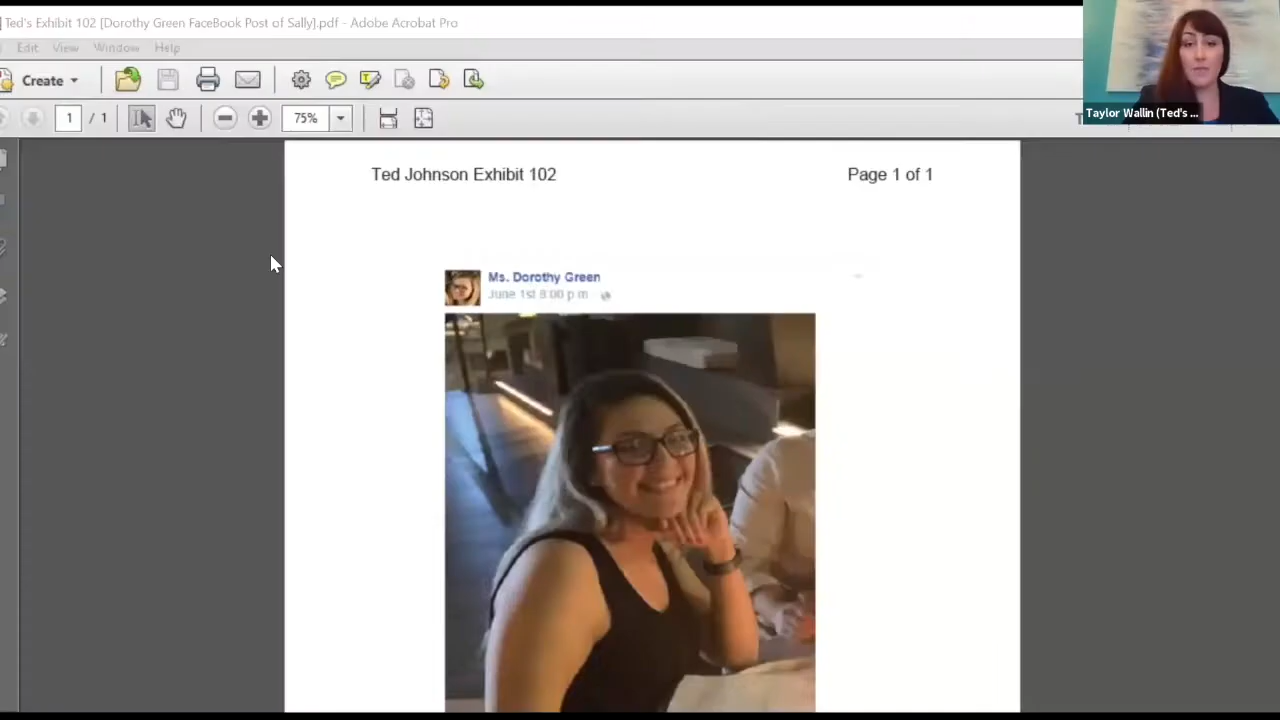 Ted's Exhibit 102 [Dorothy Green FaceBook Post of Sally].pdf - Adobe Acrobat Pro
Edit View Window Help
Create
1 / 1 75%
Taylor Wallin (Ted's ...
Ted Johnson Exhibit 102 Page 1 of 1
Ms. Dorothy Green
June 1st 8:00 p m